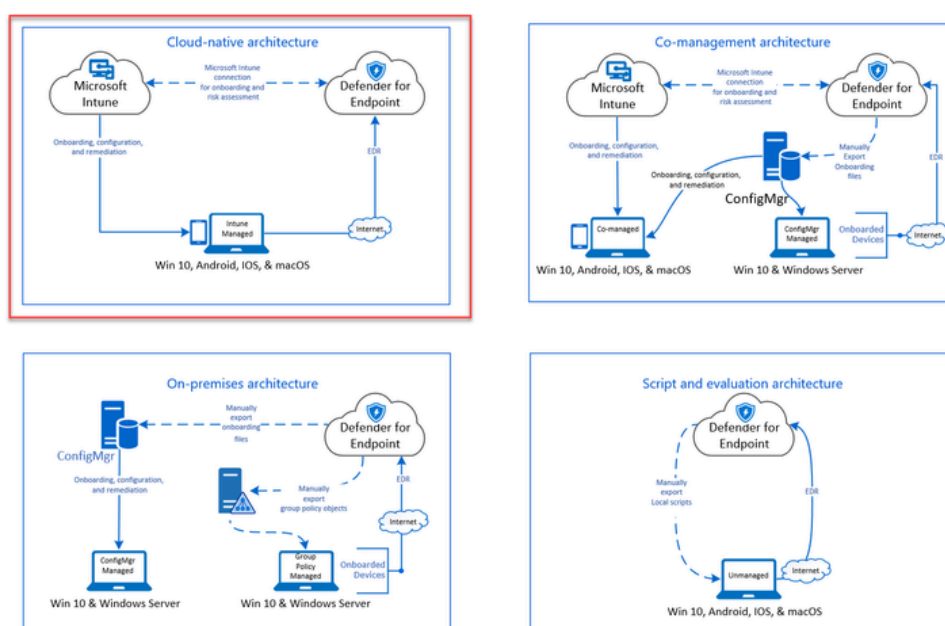 Cloud-native architecture
Microsoft
Intune
Microsoft Intune
connection
for onboarding and
risk assessment
Defender for
Endpoint
Onboarding, configuration,
and remediation
EDR
Intune
Managed
Internet
Win 10, Android, IOS, & macOS
Co-management architecture
Microsoft
Intune
Microsoft Intune
connection
for onboarding and
risk assessment
Defender for
Endpoint
Onboarding, configuration,
and remediation
Onboarding, configuration,
and remediation
ConfigMgr
Manually
Export
Onboarding
files
EDR
Co-managed
ConfigMgr
Managed
Onboarded
Devices
Internet
Win 10, Android, IOS, & macOS
Win 10 & Windows Server
On-premises architecture
ConfigMgr
Manually
export
onboarding
files
Defender for
Endpoint
Onboarding, configuration,
and remediation
Manually
export
group policy objects
EDR
Internet
ConfigMgr
Managed
Group
Policy
Managed
Onboarded
Devices
Win 10 & Windows Server
Win 10 & Windows Server
Script and evaluation architecture
Defender for
Endpoint
Manually
export
Local scripts
EDR
Unmanaged
Internet
Win 10, Android, IOS, & macOS